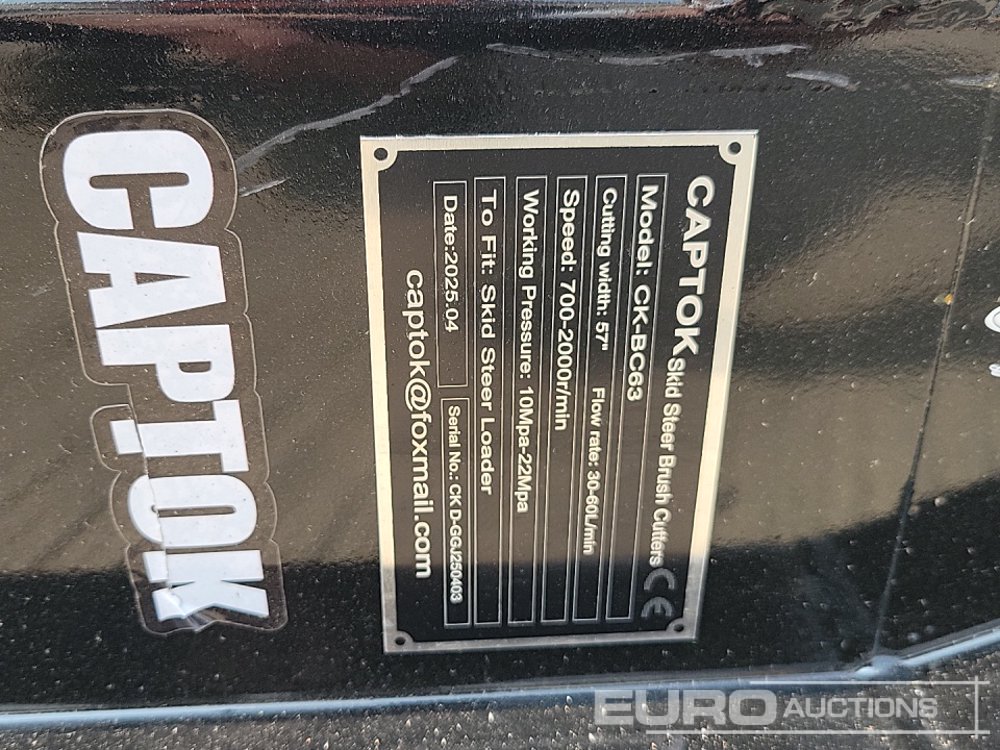 CAPTOK Skid Steer Brush Cutters CE
Model: CK-BC63
Cutting width: 57" Flow rate: 30-60L/min
Speed: 700-2000r/min
Working Pressure: 10Mpa-22Mpa
To Fit: Skid Steer Loader
Date:2025.04 Serial No.: CK D-GGJ250403
captok@foxmail.com
CAPTOK
EURO AUCTIONS